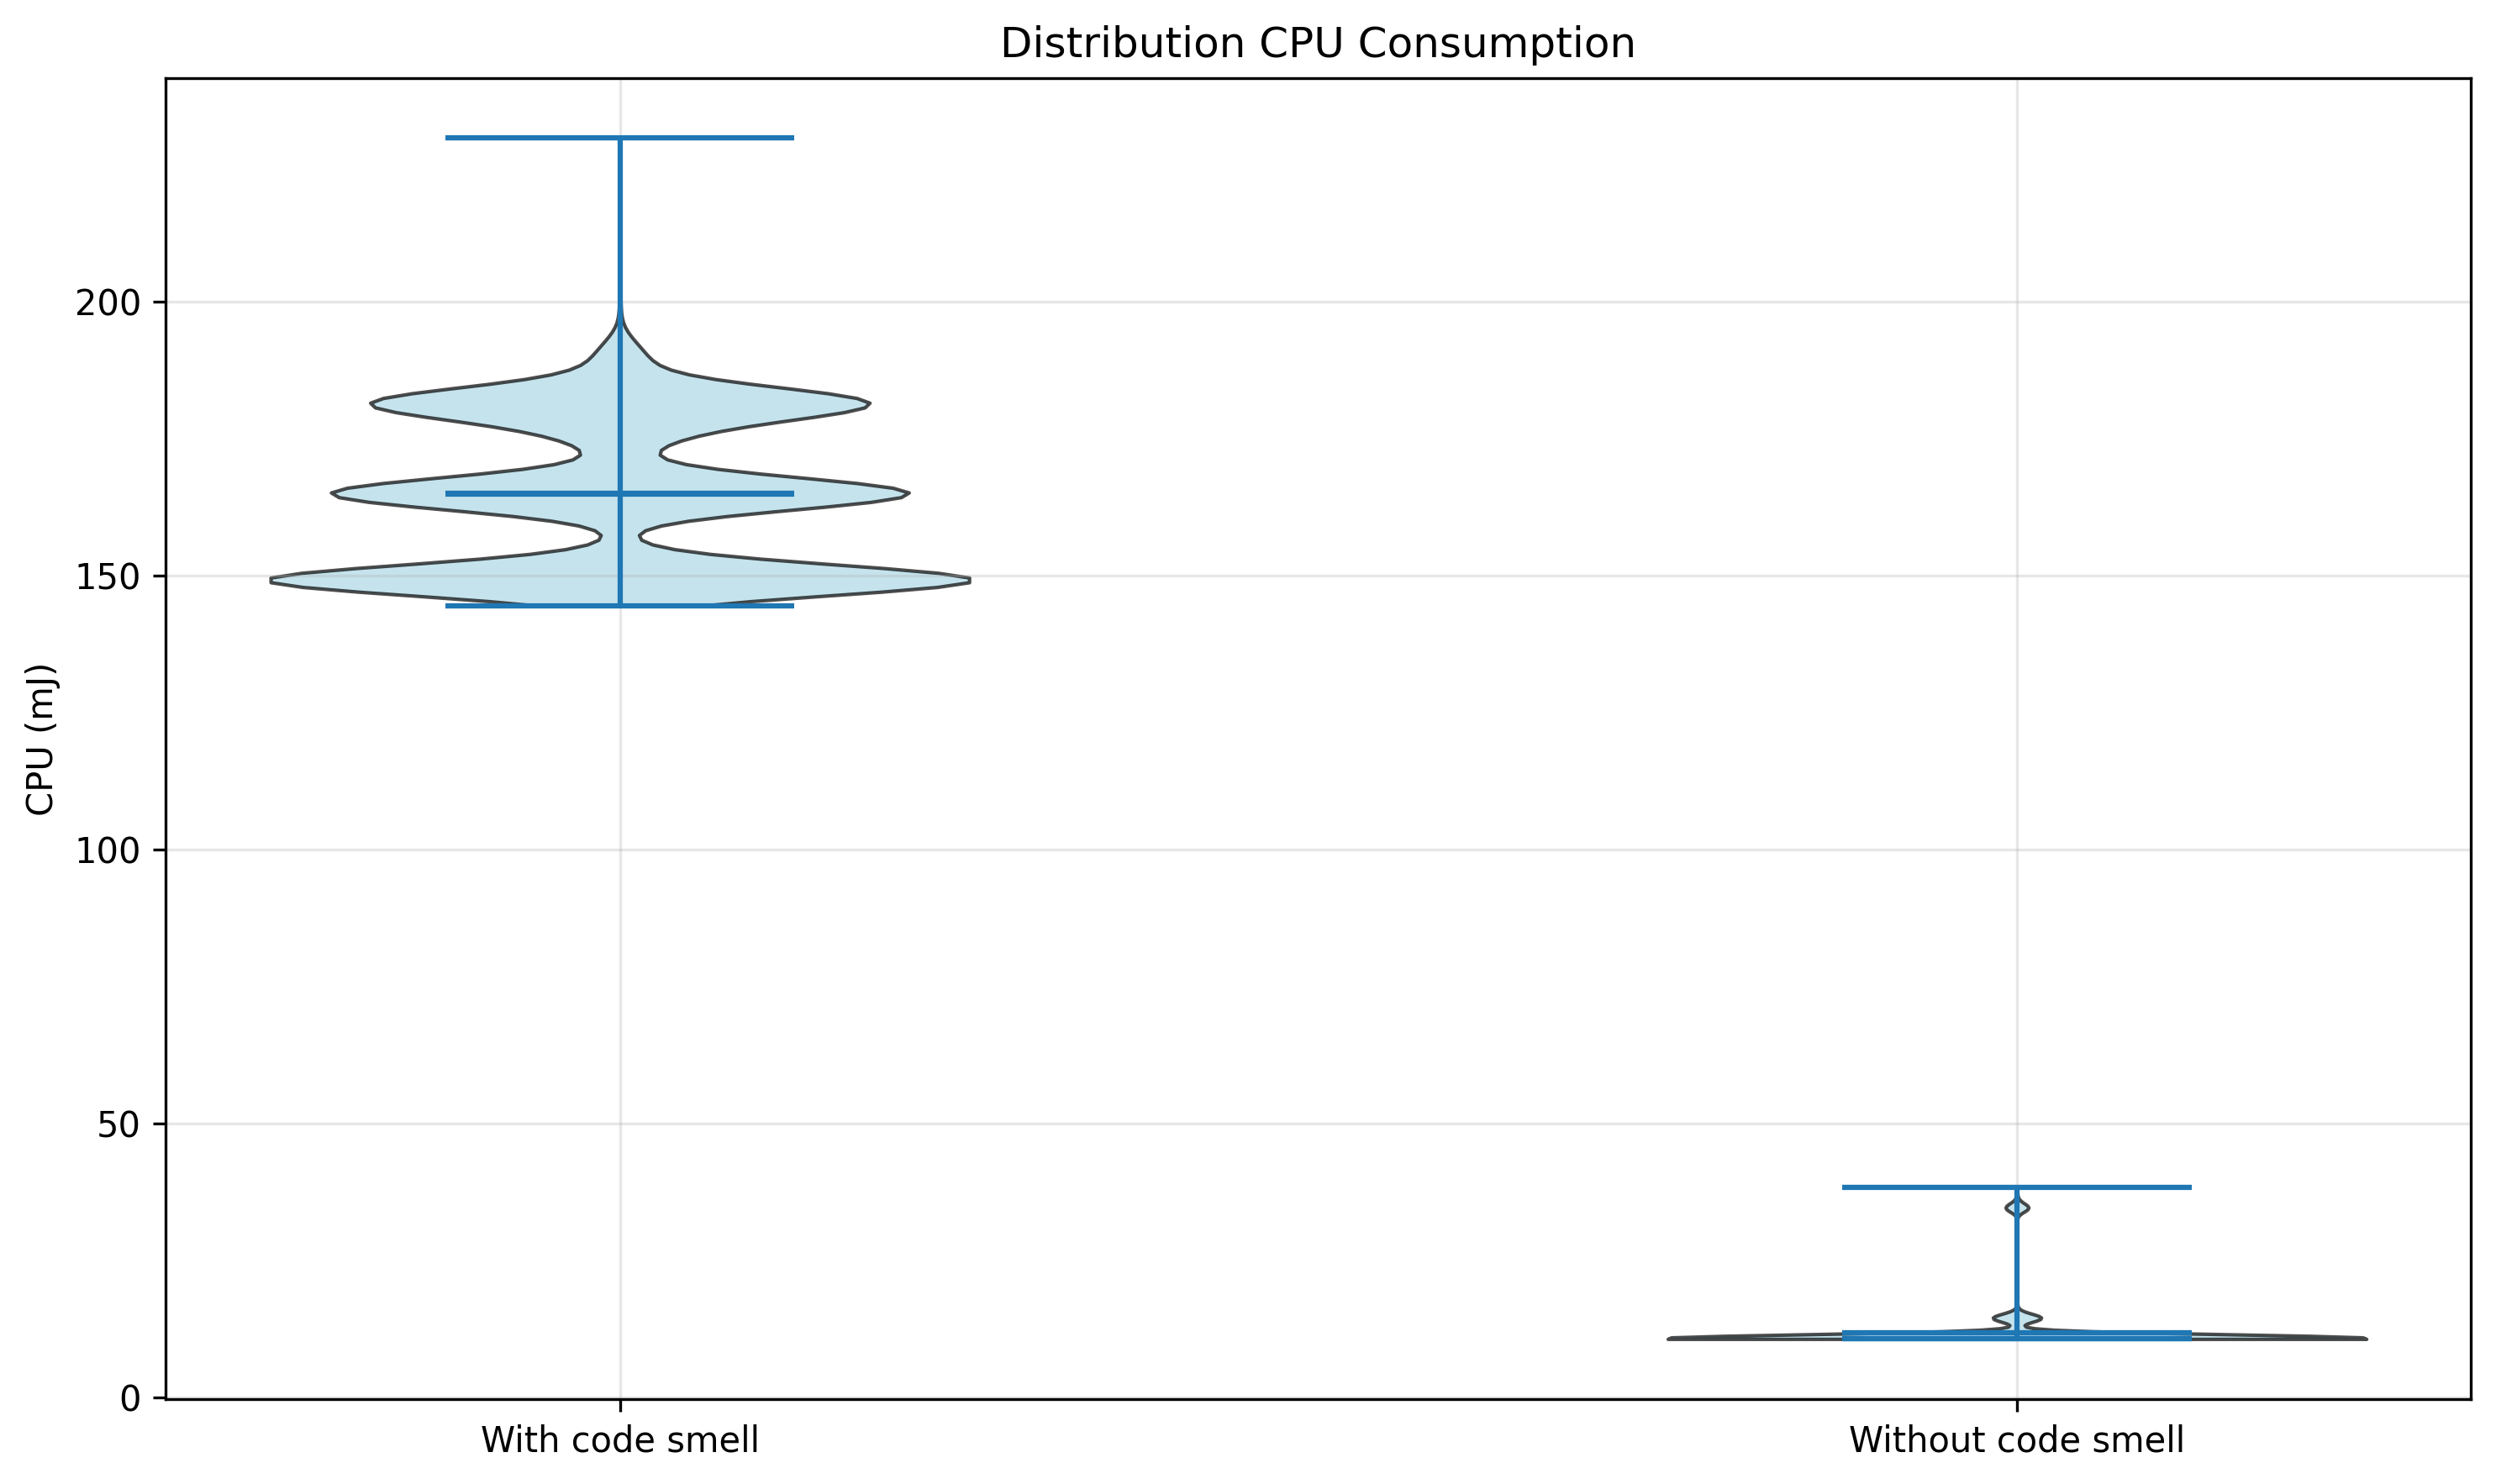 Distribution CPU Consumption
CPU (mJ)
200
150
100
50
0
With code smell
Without code smell